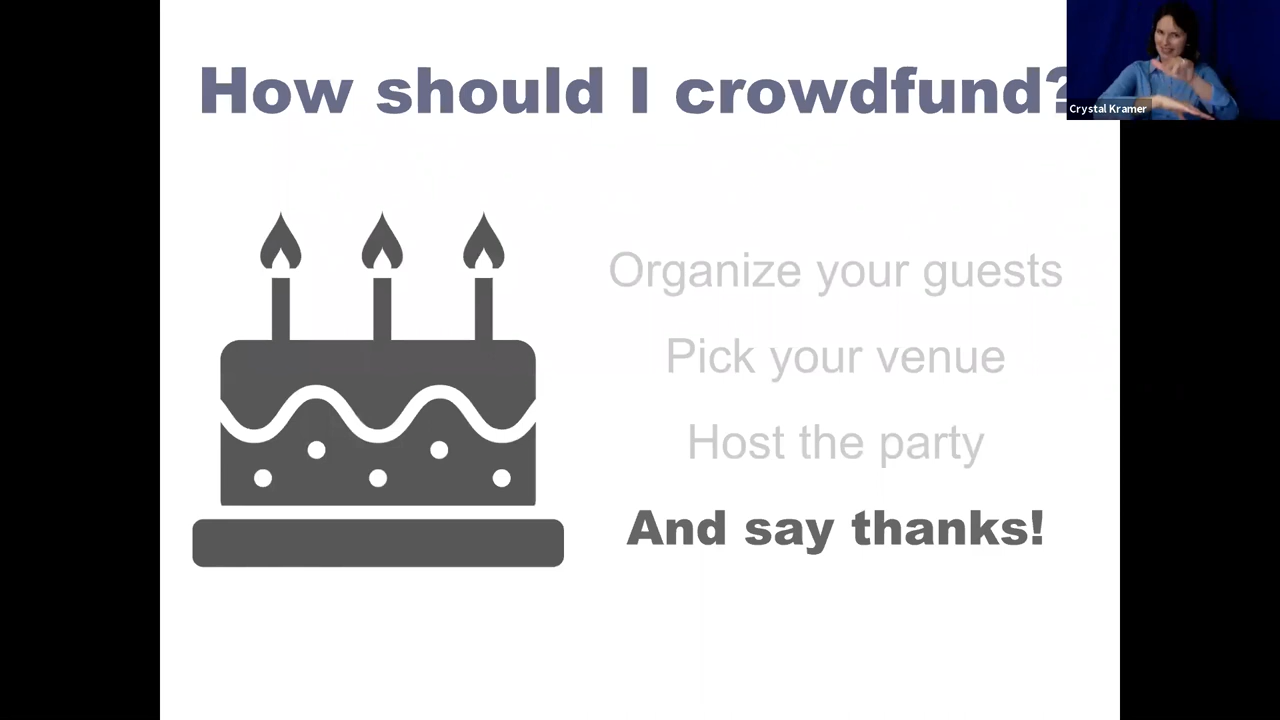 How should I crowdfund?
Crystal Kramer
Organize your guests
Pick your venue
Host the party
And say thanks!